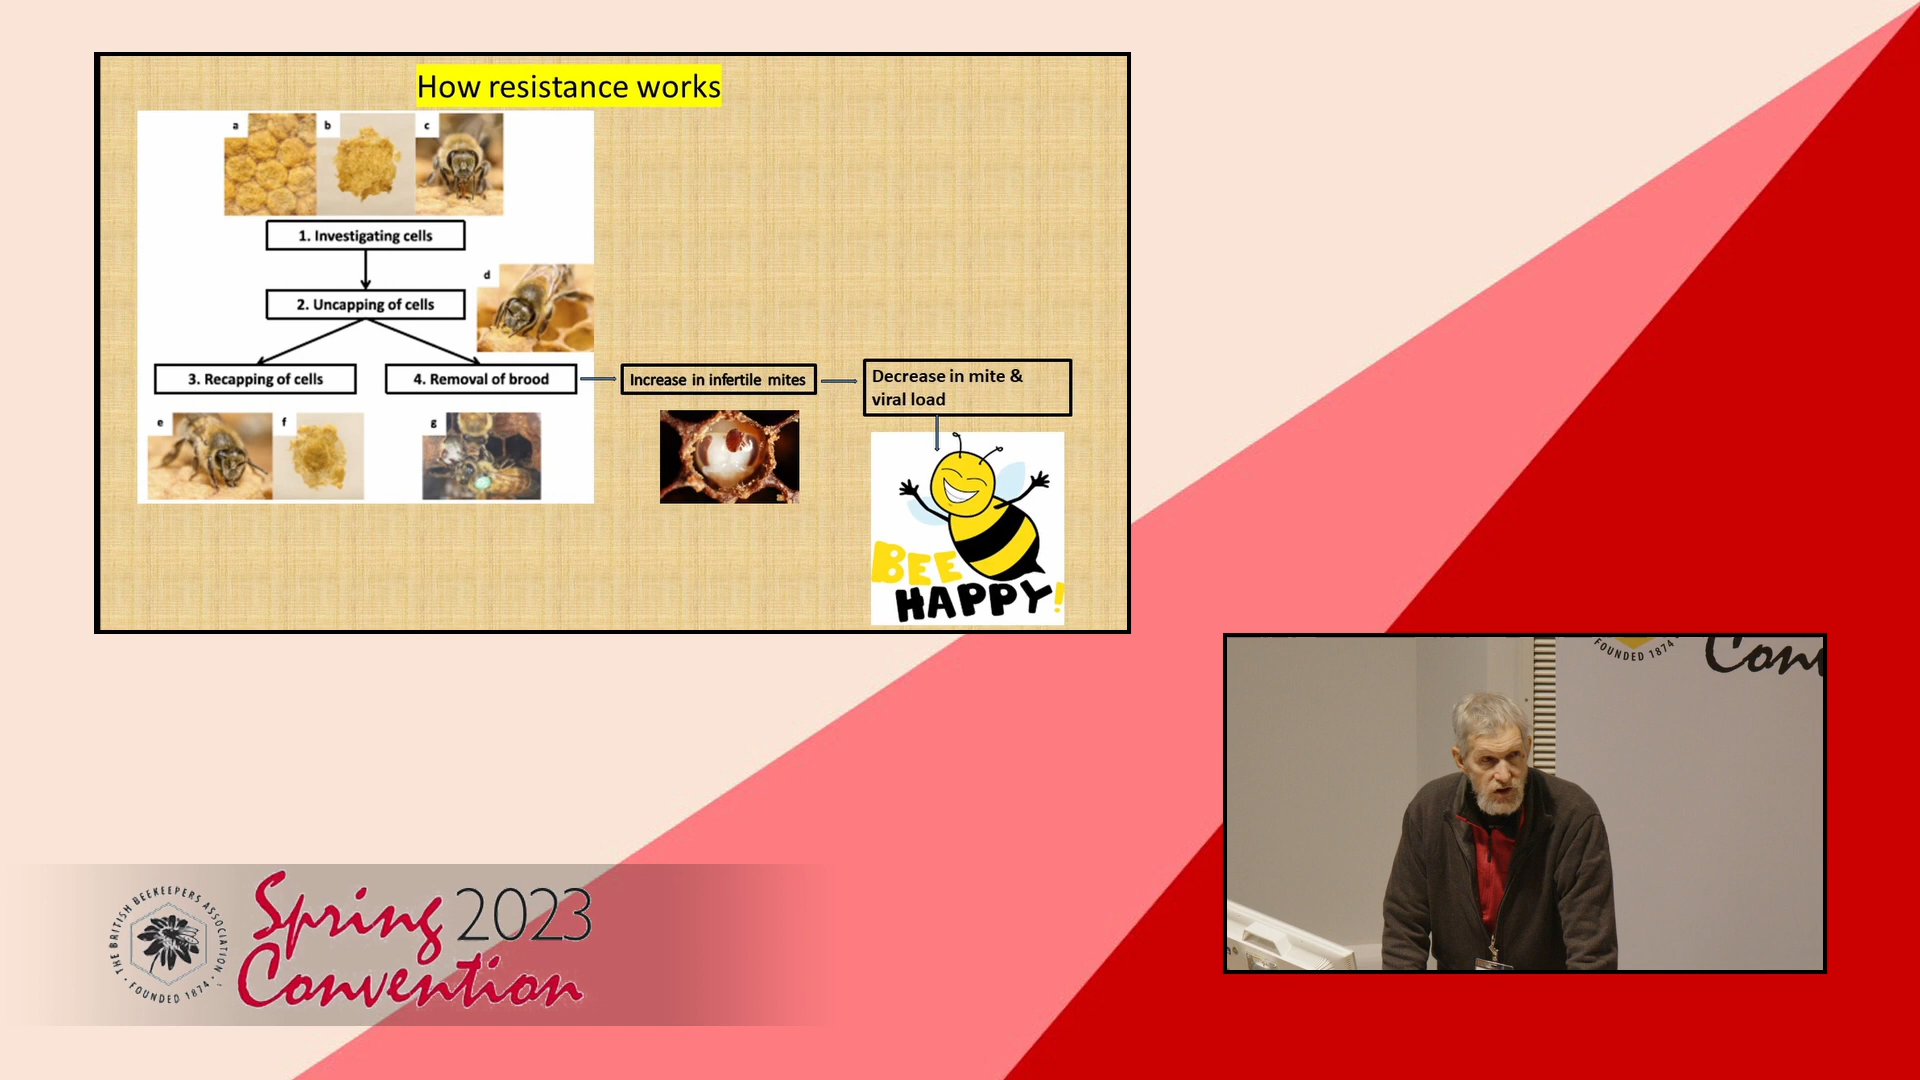 How resistance works
a
b
c
1. Investigating cells
d
2. Uncapping of cells
3. Recapping of cells
4. Removal of brood
Increase in infertile mites
Decrease in mite &
viral load
e
f
g
BEE
HAPPY!
FOUNDED 1874
Conv
THE BRITISH BEEKEEPERS ASSOCIATION
FOUNDED 1874
Spring 2023
Convention